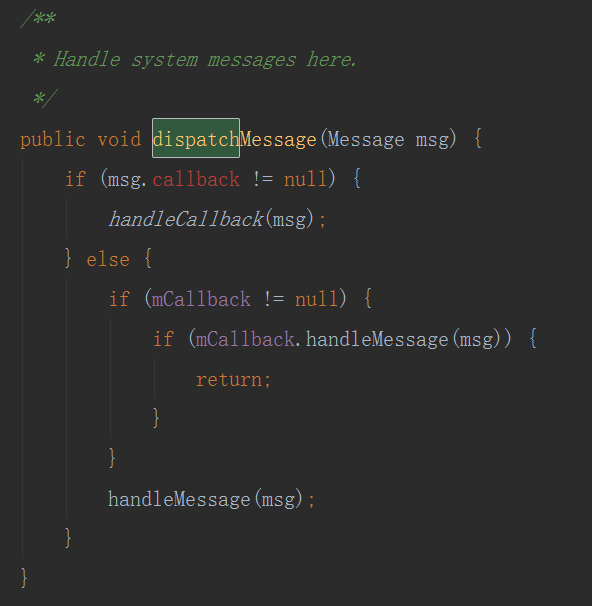 /**
 * Handle system messages here.
 */
public void dispatchMessage(Message msg) {
    if (msg.callback != null) {
        handleCallback(msg);
    } else {
        if (mCallback != null) {
            if (mCallback.handleMessage(msg)) {
                return;
            }
        }
        handleMessage(msg);
    }
}